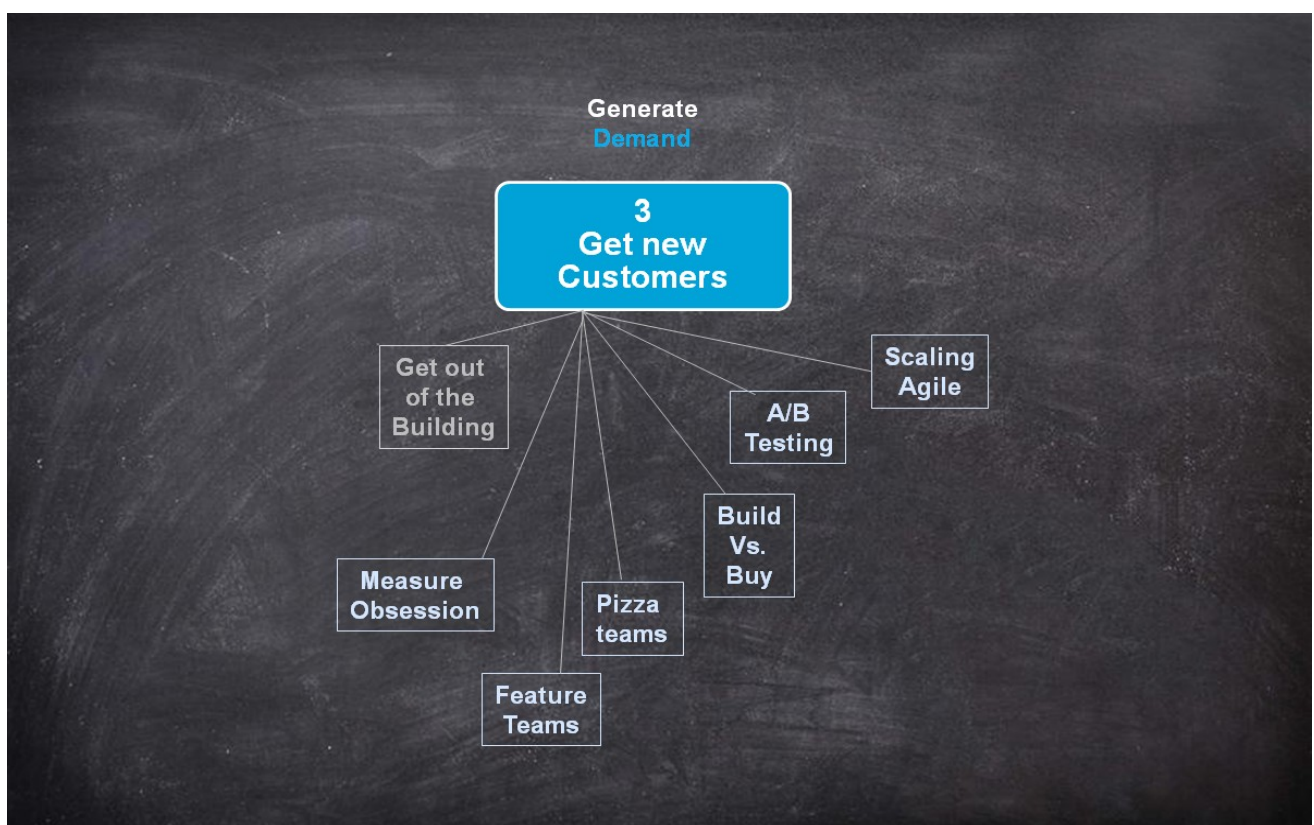 Generate
Demand
3
Get new
Customers
Get out
of the
Building
Scaling
Agile
A/B
Testing
Build
Vs.
Buy
Measure
Obsession
Pizza
teams
Feature
Teams